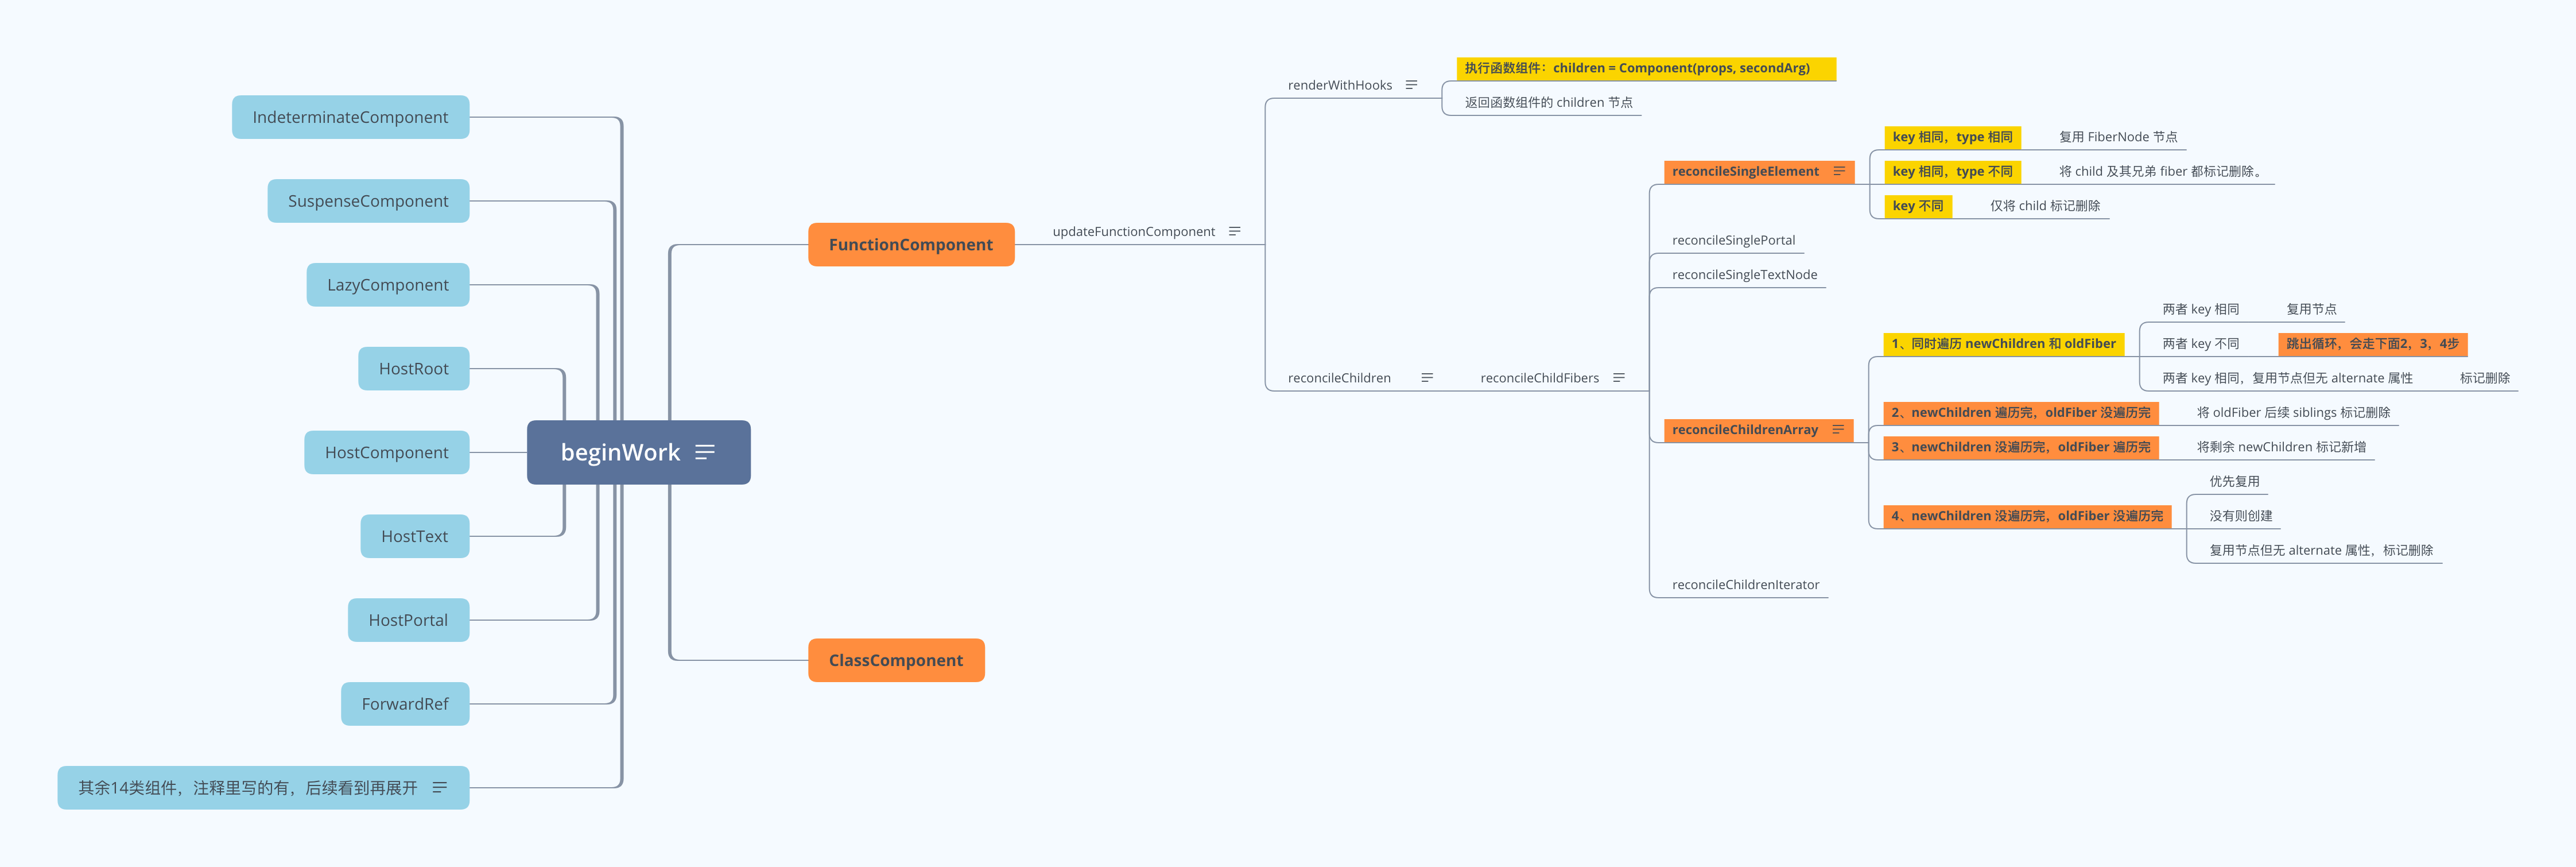 beginWork
IndeterminateComponent
SuspenseComponent
LazyComponent
HostRoot
HostComponent
HostText
HostPortal
ForwardRef
其余14类组件，注释里写的有，后续看到再展开
FunctionComponent
updateFunctionComponent
renderWithHooks
执行函数组件：children = Component(props, secondArg)
返回函数组件的 children 节点
reconcileChildren
reconcileChildFibers
reconcileSingleElement
key 相同，type 相同
复用 FiberNode 节点
key 相同，type 不同
将 child 及其兄弟 fiber 都标记删除。
key 不同
仅将 child 标记删除
reconcileSinglePortal
reconcileSingleTextNode
reconcileChildrenArray
1、同时遍历 newChildren 和 oldFiber
两者 key 相同
复用节点
两者 key 不同
跳出循环，会走下面2，3，4步
两者 key 相同，复用节点但无 alternate 属性
标记删除
2、newChildren 遍历完，oldFiber 没遍历完
将 oldFiber 后续 siblings 标记删除
3、newChildren 没遍历完，oldFiber 遍历完
将剩余 newChildren 标记新增
4、newChildren 没遍历完，oldFiber 没遍历完
优先复用
没有则创建
复用节点但无 alternate 属性，标记删除
reconcileChildrenIterator
ClassComponent